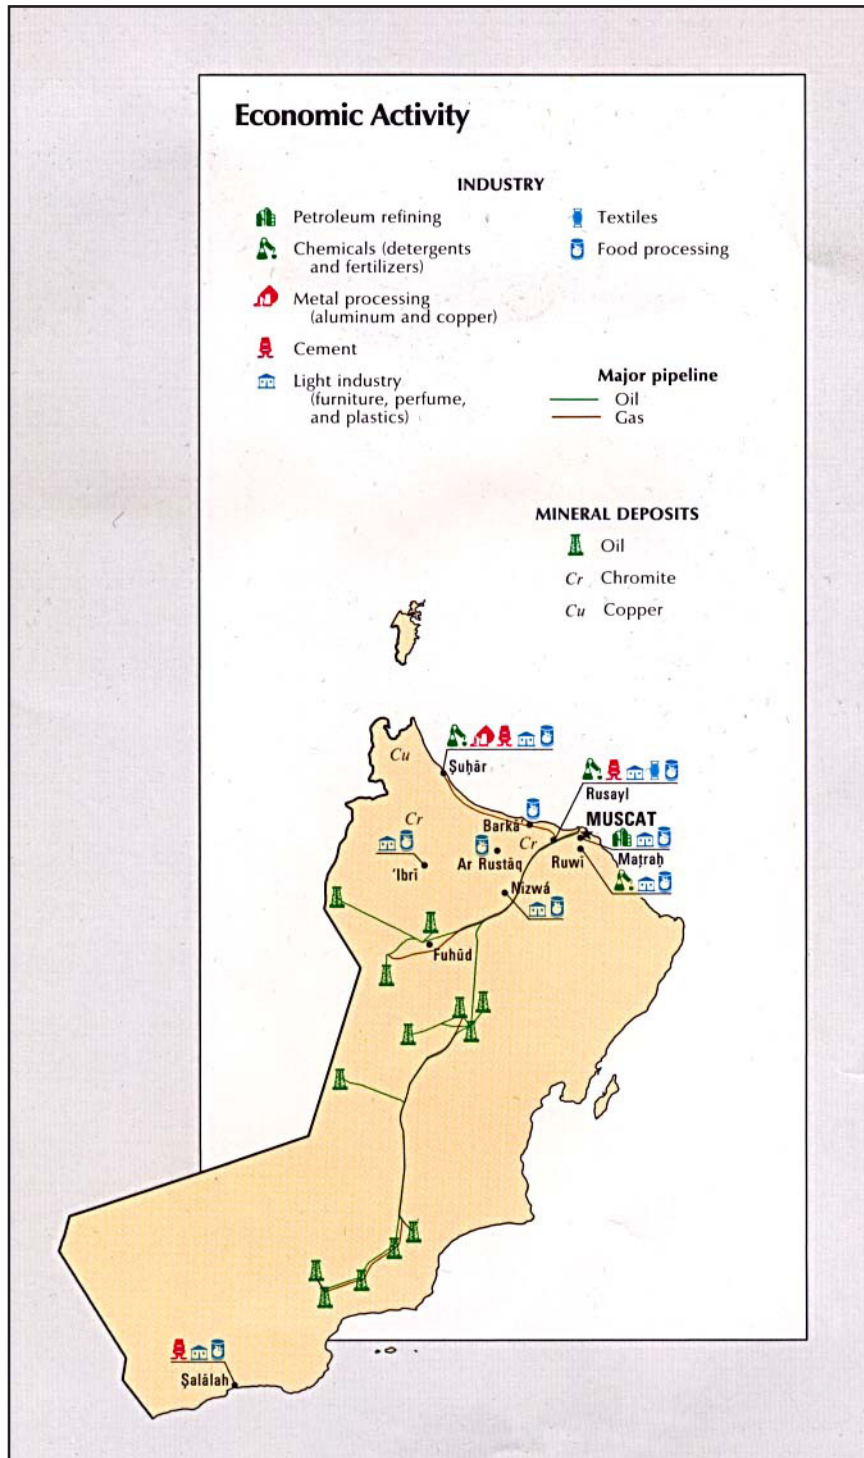 Economic Activity
INDUSTRY
Petroleum refining
Chemicals (detergents
and fertilizers)
Metal processing
(aluminum and copper)
Cement
Light industry
(furniture, perfume,
and plastics)
Textiles
Food processing
Major pipeline
Oil
Gas
MINERAL DEPOSITS
Oil
Cr Chromite
Cu Copper
Cu
Ṣuḥār
Rusayl
Cr
Barkā'
Cr
MUSCAT
'Ibrī
Ar Rustāq
Ruwī
Maṭraḥ
Nizwá
Fuhūd
Ṣalālah